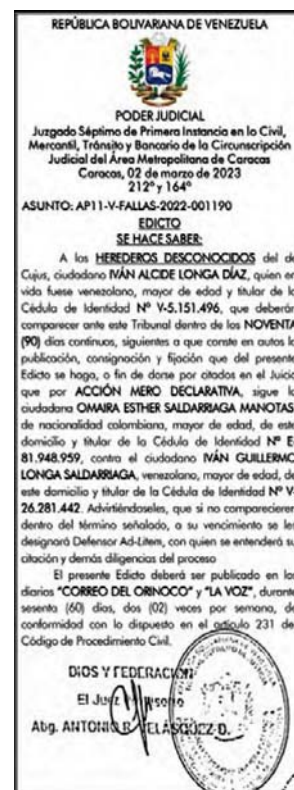 REPÚBLICA BOLIVARIANA DE VENEZUELA
PODER JUDICIAL
Juzgado Séptimo de Primera Instancia en lo Civil,
Mercantil, Tránsito y Bancario de la Circunscripción
Judicial del Área Metropolitana de Caracas
Caracas, 02 de marzo de 2023
212º y 164º
ASUNTO: AP11-V-FALLAS-2022-001190
EDICTO
SE HACE SABER:
A los HEREDEROS DESCONOCIDOS del de
Cujus, ciudadano IVÁN ALCIDE LONGA DÍAZ, quien en
vida fuese venezolano, mayor de edad y titular de la
Cédula de Identidad Nº V-5.151.496, que deberán
comparecer ante este Tribunal dentro de los NOVENTA
(90) días continuos, siguientes a que conste en autos la
publicación, consignación y fijación que del presente
Edicto se haga, a fin de darse por citados en el Juicio
que por ACCIÓN MERO DECLARATIVA, sigue la
ciudadana OMAIRA ESTHER SALDARRIAGA MANOTAS,
de nacionalidad colombiana, mayor de edad, de este
domicilio y titular de la Cédula de Identidad Nº E-
81.948.959, contra el ciudadano IVÁN GUILLERMO
LONGA SALDARRIAGA, venezolano, mayor de edad, de
este domicilio y titular de la Cédula de Identidad Nº V-
26.281.442. Advirtiéndoseles, que si no comparecieren
dentro del término señalado, a su vencimiento se les
designará Defensor Ad-Litem, con quien se entenderá su
citación y demás diligencias del proceso
El presente Edicto deberá ser publicado en los
diarios "CORREO DEL ORINOCO" y "LA VOZ", durante
sesenta (60) días, dos (02) veces por semana, de
conformidad con lo dispuesto en el artículo 231 del
Código de Procedimiento Civil.
DIOS Y FEDERACIÓN
El Juez
Abg. ANTONIO R. VELÁSQUEZ D.